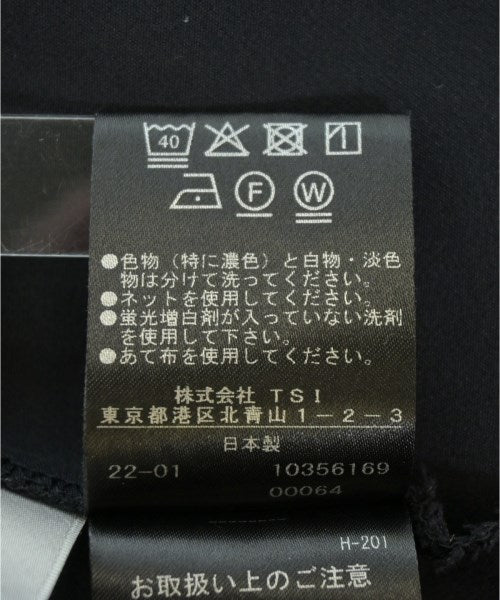 40
F W
●色物（特に濃色）と白物・淡色
物は分けて洗ってください。
●ネットを使用してください。
●蛍光増白剤が入っていない洗剤
を使用して下さい。
●あて布を使用してください。
株式会社 TSI
東京都港区北青山1-2-3
日本製
22-01 10356169
00064
H-201
お取扱い上のご注意